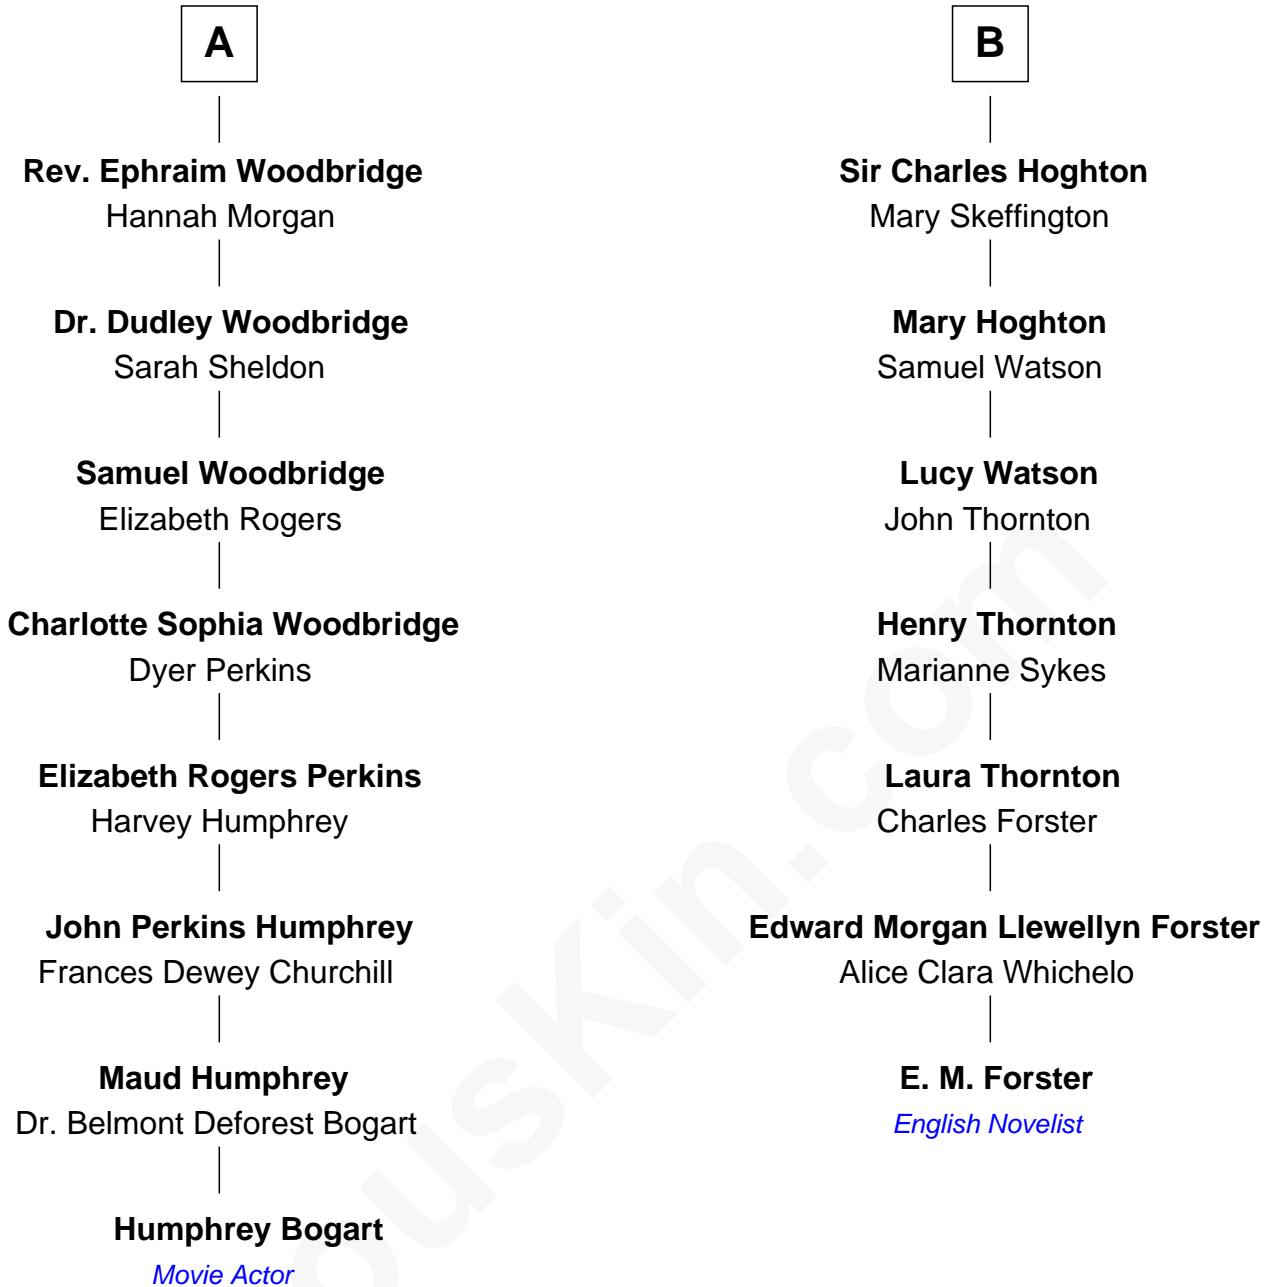 A
Rev. Ephraim Woodbridge
Hannah Morgan
Dr. Dudley Woodbridge
Sarah Sheldon
Samuel Woodbridge
Elizabeth Rogers
Charlotte Sophia Woodbridge
Dyer Perkins
Elizabeth Rogers Perkins
Harvey Humphrey
John Perkins Humphrey
Frances Dewey Churchill
Maud Humphrey
Dr. Belmont Deforest Bogart
Humphrey Bogart
Movie Actor
B
Sir Charles Hoghton
Mary Skeffington
Mary Hoghton
Samuel Watson
Lucy Watson
John Thornton
Henry Thornton
Marianne Sykes
Laura Thornton
Charles Forster
Edward Morgan Llewellyn Forster
Alice Clara Whichelo
E. M. Forster
English Novelist
ousKin.com